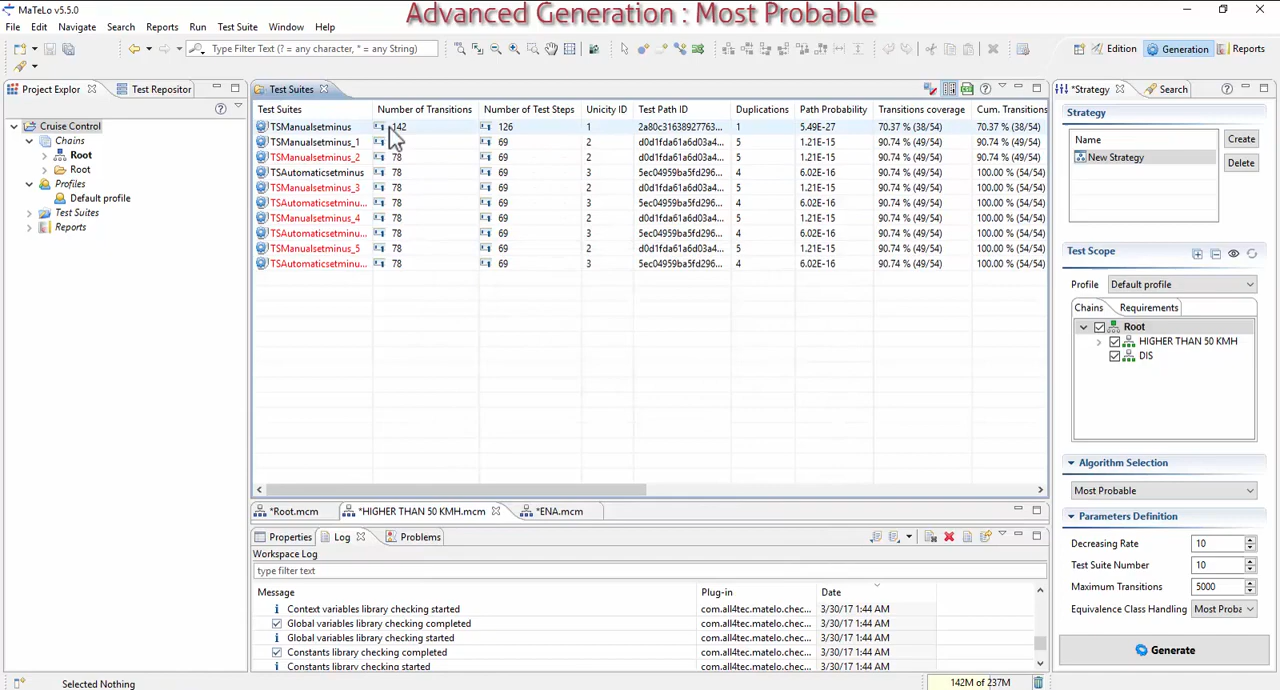 MaTeLo v5.5.0
Advanced Generation : Most Probable
File Edit Navigate Search Reports Run Test Suite Window Help
Type Filter Text (? = any character, * = any String)
Edition Generation Reports
Project Explor Test Repositor
Cruise Control
Chains
Root
Root
Profiles
Default profile
Test Suites
Reports
Test Suites
Test Suites Number of Transitions Number of Test Steps Unicity ID Test Path ID Duplications Path Probability Transitions coverage Cum. Transitions
TSManualsetminus 142 126 1 2a80c31638927763... 1 5.49E-27 70.37 % (38/54) 70.37 % (38/54)
TSManualsetminus_1 78 69 2 d0d1fda61a6d03a4... 5 1.21E-15 90.74 % (49/54) 90.74 % (49/54)
TSManualsetminus_2 78 69 2 d0d1fda61a6d03a4... 5 1.21E-15 90.74 % (49/54) 90.74 % (49/54)
TSAutomaticsetminus 78 69 3 5ec04959ba5fd296... 4 6.02E-16 90.74 % (49/54) 100.00 % (54/54)
TSManualsetminus_3 78 69 2 d0d1fda61a6d03a4... 5 1.21E-15 90.74 % (49/54) 100.00 % (54/54)
TSAutomaticsetminu... 78 69 3 5ec04959ba5fd296... 4 6.02E-16 90.74 % (49/54) 100.00 % (54/54)
TSManualsetminus_4 78 69 2 d0d1fda61a6d03a4... 5 1.21E-15 90.74 % (49/54) 100.00 % (54/54)
TSAutomaticsetminu... 78 69 3 5ec04959ba5fd296... 4 6.02E-16 90.74 % (49/54) 100.00 % (54/54)
TSManualsetminus_5 78 69 2 d0d1fda61a6d03a4... 5 1.21E-15 90.74 % (49/54) 100.00 % (54/54)
TSAutomaticsetminu... 78 69 3 5ec04959ba5fd296... 4 6.02E-16 90.74 % (49/54) 100.00 % (54/54)
*Root.mcm *HIGHER THAN 50 KMH.mcm *ENA.mcm
Properties Log Problems
Workspace Log
type filter text
Message Plug-in Date
Context variables library checking started com.all4tec.matelo.chec... 3/30/17 1:44 AM
Global variables library checking completed com.all4tec.matelo.chec... 3/30/17 1:44 AM
Global variables library checking started com.all4tec.matelo.chec... 3/30/17 1:44 AM
Constants library checking completed com.all4tec.matelo.chec... 3/30/17 1:44 AM
Constants library checking started com.all4tec.matelo.chec... 3/30/17 1:44 AM
*Strategy Search
Strategy
Name
New Strategy
Create
Delete
Test Scope
Profile Default profile
Chains Requirements
Root
HIGHER THAN 50 KMH
DIS
Algorithm Selection
Most Probable
Parameters Definition
Decreasing Rate 10
Test Suite Number 10
Maximum Transitions 5000
Equivalence Class Handling Most Proba
Generate
Selected Nothing
142M of 237M